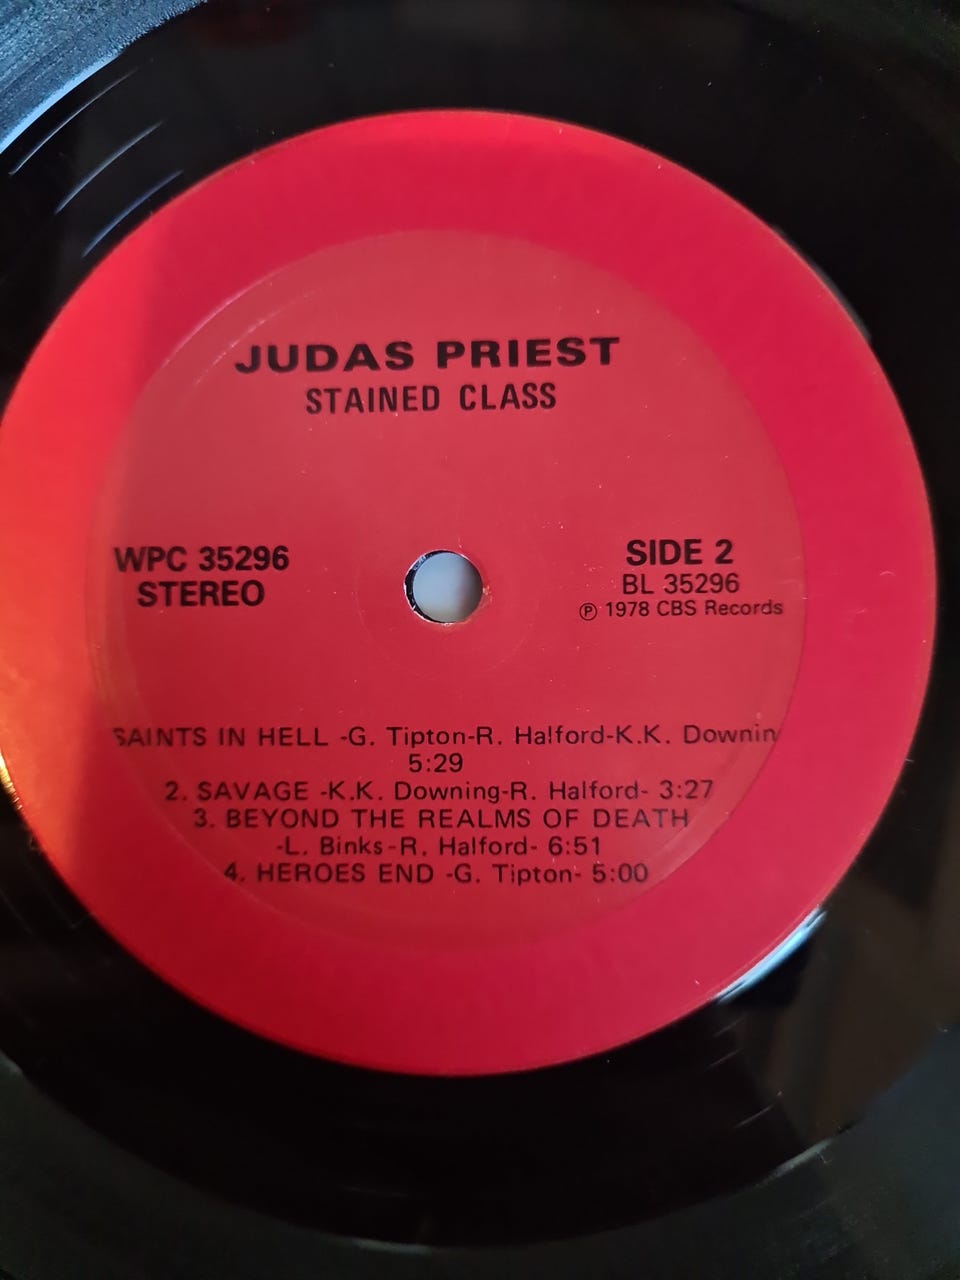 JUDAS PRIEST
STAINED CLASS
WPC 35296
STEREO
SIDE 2
BL 35296
Ⓟ 1978 CBS Records
SAINTS IN HELL -G. Tipton-R. Halford-K.K. Downin
5:29
2. SAVAGE -K.K. Downing-R. Halford- 3:27
3. BEYOND THE REALMS OF DEATH
-L. Binks-R. Halford- 6:51
4. HEROES END -G. Tipton- 5:00